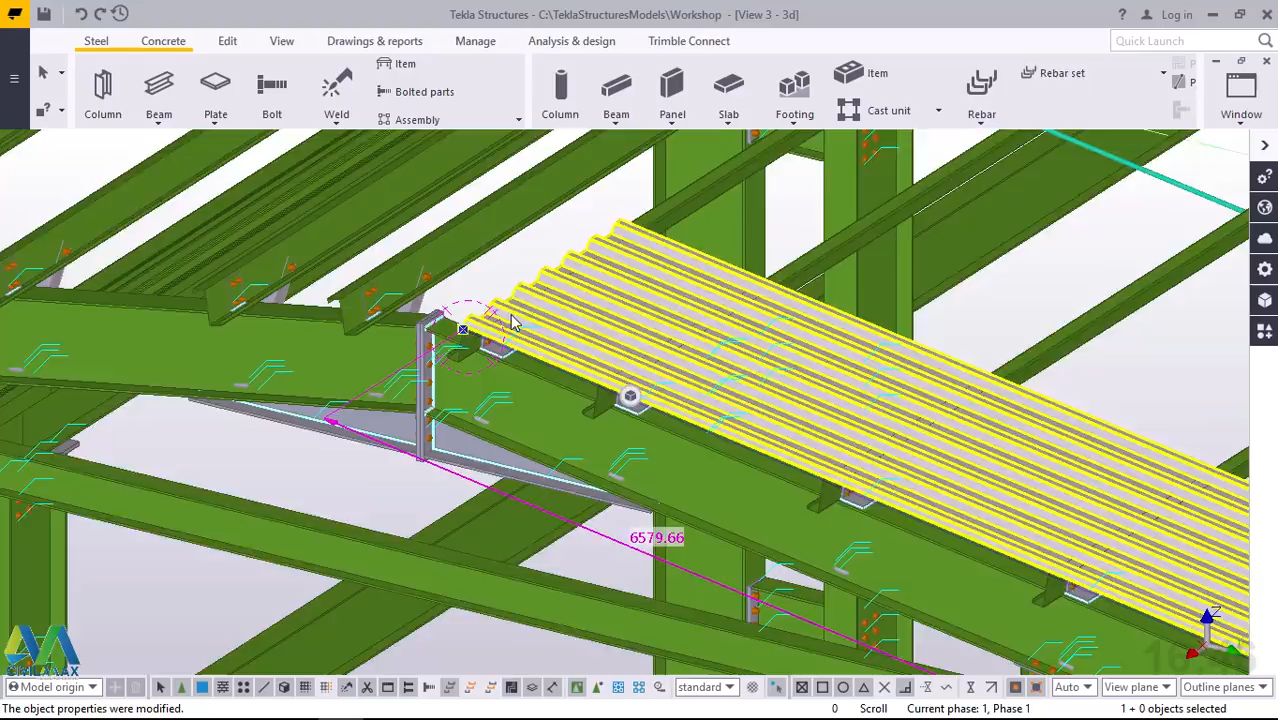 Tekla Structures - C:\TeklaStructuresModels\Workshop - [View 3 - 3d]
Log in
Steel Concrete Edit View Drawings & reports Manage Analysis & design Trimble Connect
Quick Launch
Column Beam Plate Bolt Weld
Item
Bolted parts
Assembly
Column Beam Panel Slab Footing
Item
Cast unit
Rebar
Rebar set
P
Window
6579.66
Z
CIVILMAX
Model origin
standard
Auto
View plane
Outline planes
The object properties were modified.
0 Scroll Current phase: 1, Phase 1 1 + 0 objects selected